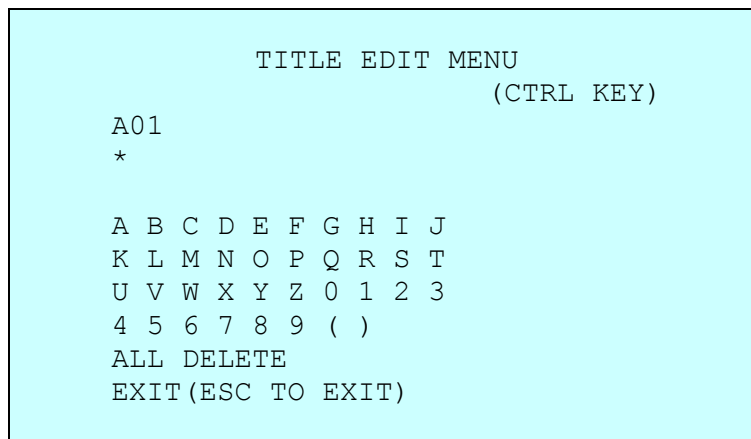 TITLE EDIT MENU
(CTRL KEY)
A01
*
A B C D E F G H I J
K L M N O P Q R S T
U V W X Y Z 0 1 2 3
4 5 6 7 8 9 ( )
ALL DELETE
EXIT(ESC TO EXIT)